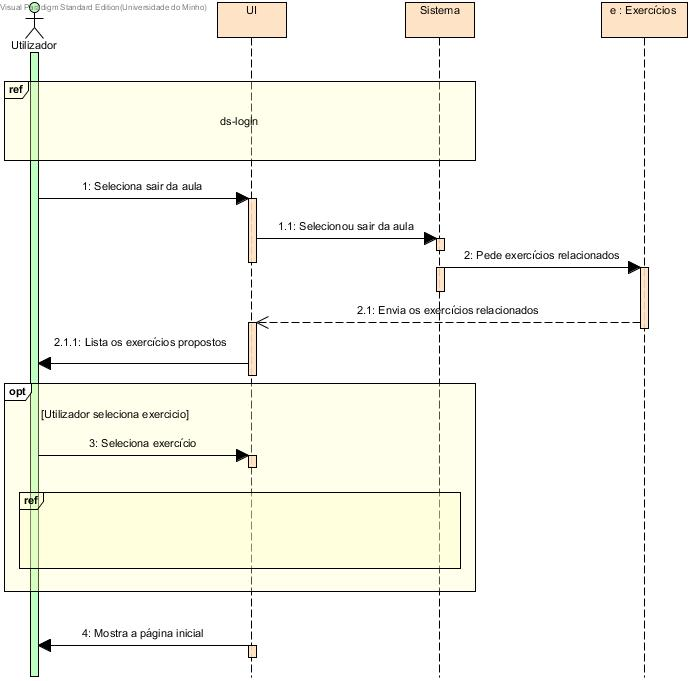 Visual Paradigm Standard Edition(Universidade do Minho)
UI
Sistema
e : Exercícios
Utilizador
ref
ds-login
1: Seleciona sair da aula
1.1: Selecionou sair da aula
2: Pede exercícios relacionados
2.1: Envia os exercícios relacionados
2.1.1: Lista os exercícios propostos
opt
[Utilizador seleciona exercicio]
3: Seleciona exercício
ref
4: Mostra a página inicial